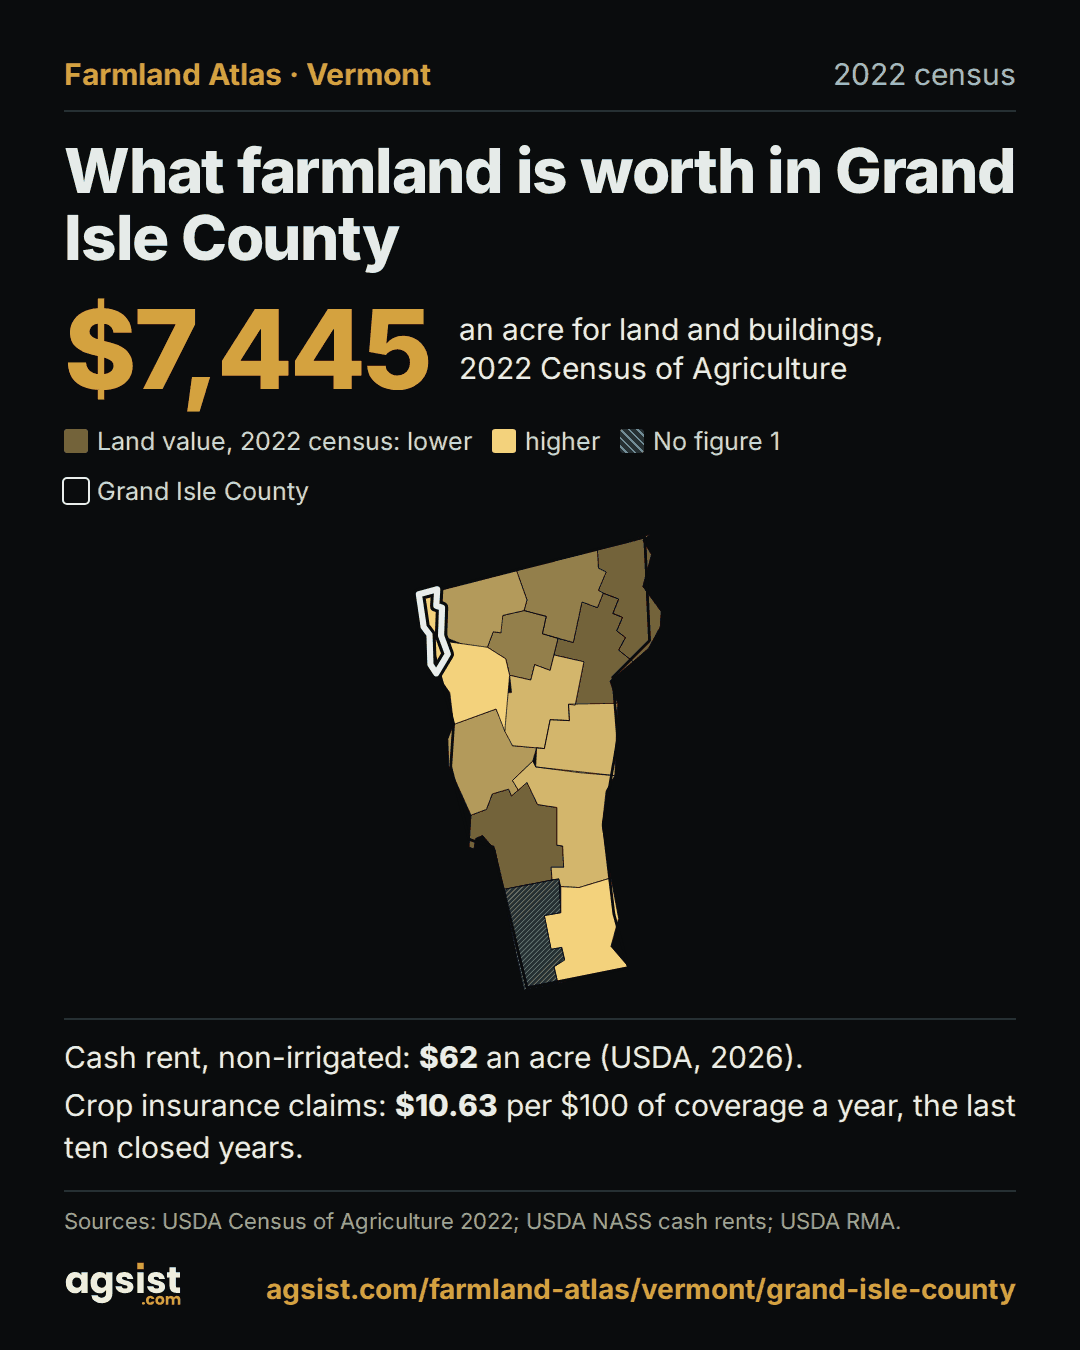 Farmland Atlas · Vermont
2022 census
What farmland is worth in Grand
Isle County
$7,445
an acre for land and buildings,
2022 Census of Agriculture
Land value, 2022 census: lower
higher
No figure 1
Grand Isle County
Cash rent, non-irrigated: $62 an acre (USDA, 2026).
Crop insurance claims: $10.63 per $100 of coverage a year, the last
ten closed years.
Sources: USDA Census of Agriculture 2022; USDA NASS cash rents; USDA RMA.
agsist
.com
agsist.com/farmland-atlas/vermont/grand-isle-county